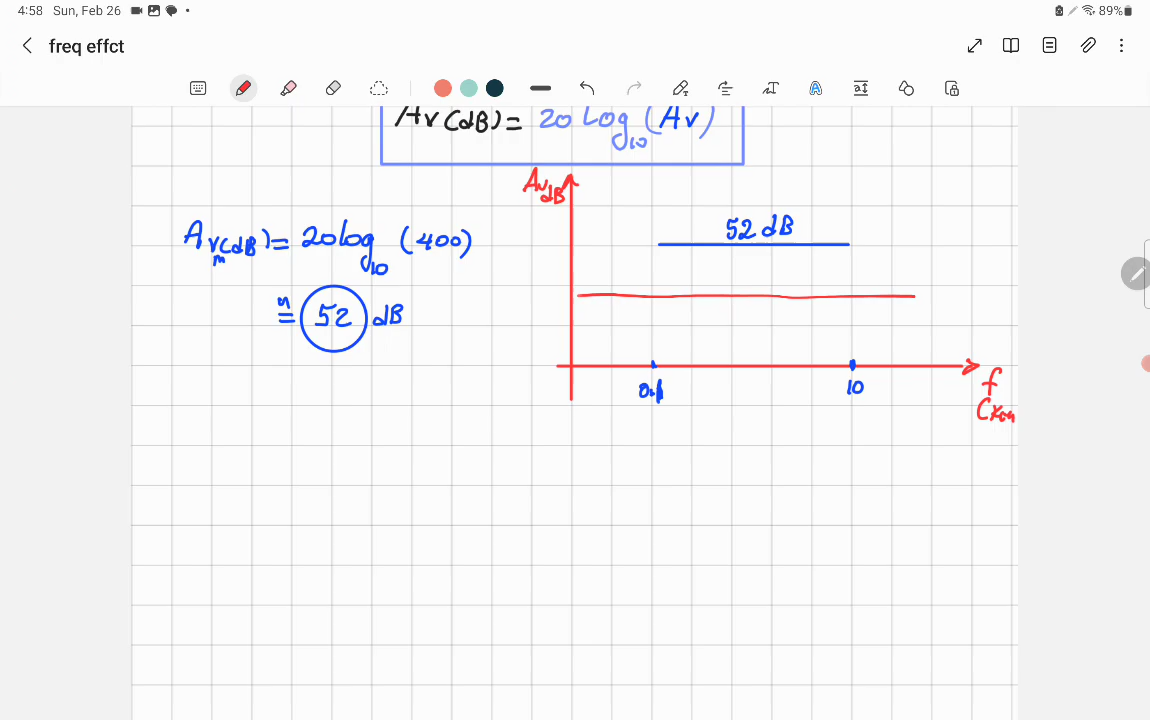 4:58 Sun, Feb 26
89%
freq effct
Av(dB) = 20 Log10 (Av)
AvdB
52 dB
Avm(dB) = 20log10 (400)
≅ 52 dB
0.1
10
f